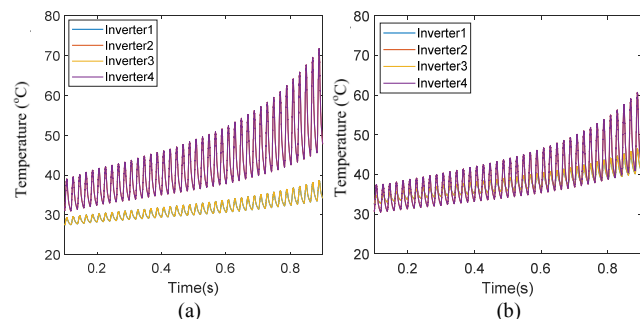 Inverter1
Inverter2
Inverter3
Inverter4
80
70
60
50
40
30
20
Temperature (°C)
0.2 0.4 0.6 0.8
Time(s)
(a)
Inverter1
Inverter2
Inverter3
Inverter4
80
70
60
50
40
30
20
Temperature (°C)
0.2 0.4 0.6 0.8
Time(s)
(b)